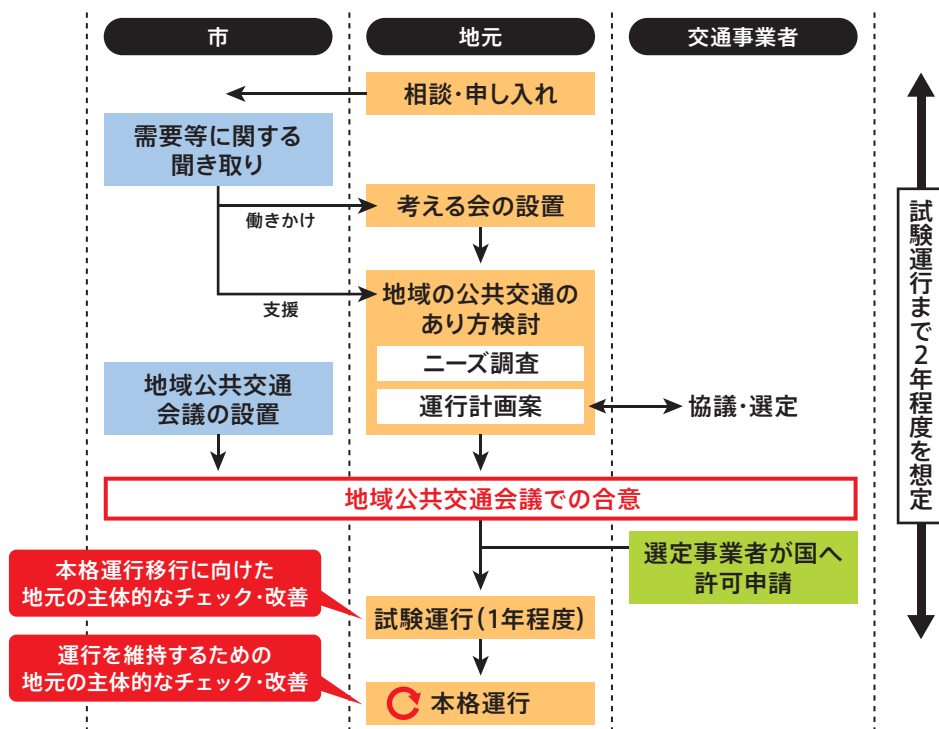 市
地元
交通事業者
相談・申し入れ
需要等に関する
聞き取り
働きかけ
考える会の設置
支援
地域の公共交通の
あり方検討
ニーズ調査
運行計画案
協議・選定
地域公共交通
会議の設置
地域公共交通会議での合意
選定事業者が国へ
許可申請
本格運行移行に向けた
地元の主体的なチェック・改善
試験運行(1年程度)
運行を維持するための
地元の主体的なチェック・改善
本格運行
試験運行まで2年程度を想定